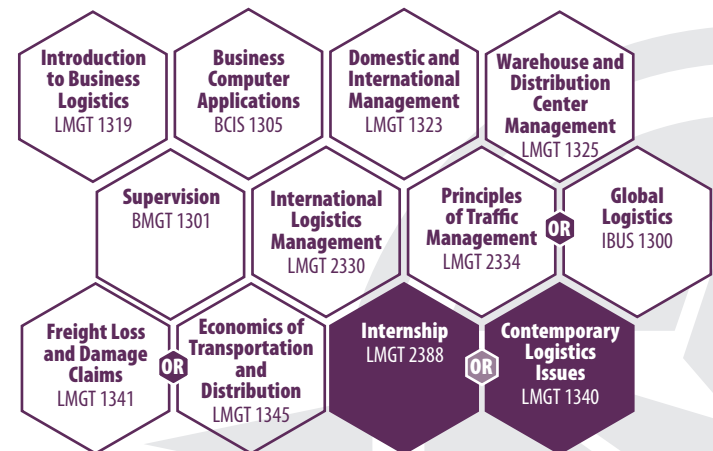 Introduction
to Business
Logistics
LMGT 1319
Business
Computer
Applications
BCIS 1305
Domestic and
International
Management
LMGT 1323
Warehouse and
Distribution
Center
Management
LMGT 1325
Supervision
BMGT 1301
International
Logistics
Management
LMGT 2330
Principles
of Traffic
Management
LMGT 2334
OR
Global
Logistics
IBUS 1300
Freight Loss
and Damage
Claims
LMGT 1341
OR
Economics of
Transportation
and
Distribution
LMGT 1345
Internship
LMGT 2388
OR
Contemporary
Logistics
Issues
LMGT 1340